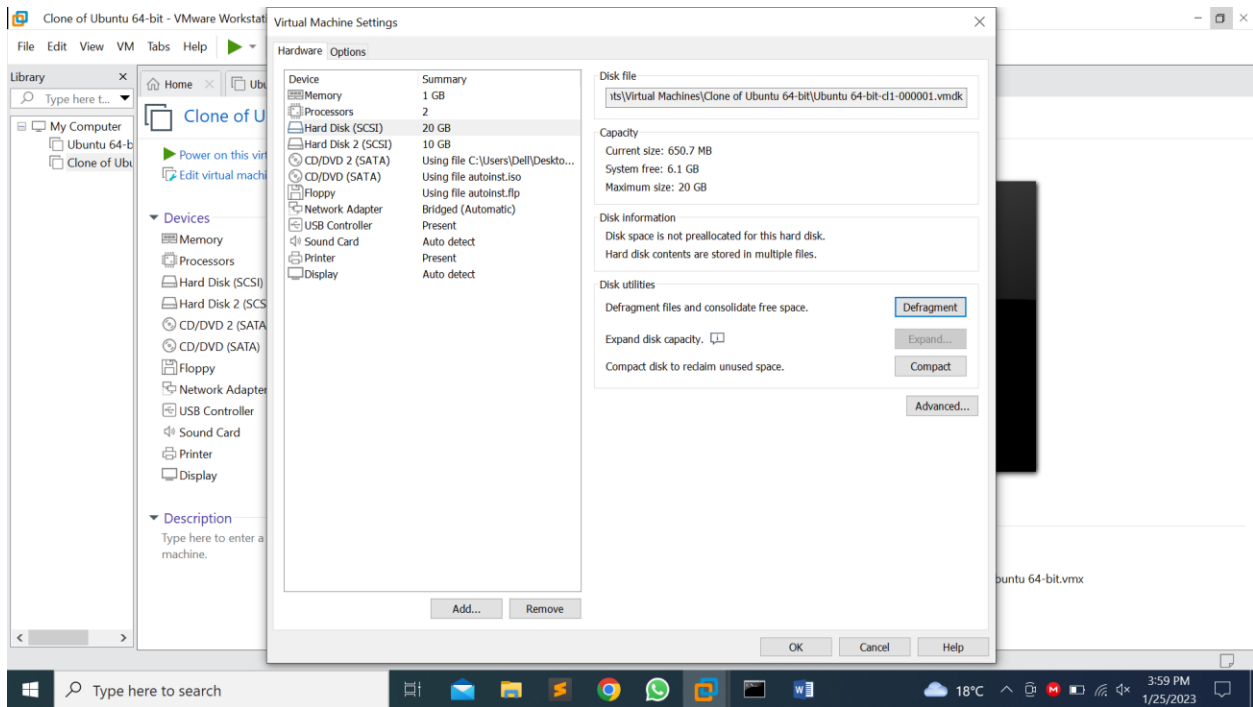 Clone of Ubuntu 64-bit - VMware Workstat
File Edit View VM Tabs Help
Library
Type here t...
My Computer
Ubuntu 64-b
Clone of Ubu
Home
Ubu
Clone of U
Power on this virt
Edit virtual machi
Devices
Memory
Processors
Hard Disk (SCSI)
Hard Disk 2 (SCS
CD/DVD 2 (SATA
CD/DVD (SATA)
Floppy
Network Adapter
USB Controller
Sound Card
Printer
Display
Description
Type here to enter a
machine.
Virtual Machine Settings
Hardware Options
Device Summary
Memory 1 GB
Processors 2
Hard Disk (SCSI) 20 GB
Hard Disk 2 (SCSI) 10 GB
CD/DVD 2 (SATA) Using file C:\Users\Dell\Deskto...
CD/DVD (SATA) Using file autoinst.iso
Floppy Using file autoinst.flp
Network Adapter Bridged (Automatic)
USB Controller Present
Sound Card Auto detect
Printer Present
Display Auto detect
Add... Remove
Disk file
nts\Virtual Machines\Clone of Ubuntu 64-bit\Ubuntu 64-bit-cl1-000001.vmdk
Capacity
Current size: 650.7 MB
System free: 6.1 GB
Maximum size: 20 GB
Disk information
Disk space is not preallocated for this hard disk.
Hard disk contents are stored in multiple files.
Disk utilities
Defragment files and consolidate free space. Defragment
Expand disk capacity. Expand...
Compact disk to reclaim unused space. Compact
Advanced...
OK Cancel Help
buntu 64-bit.vmx
Type here to search
18°C
3:59 PM
1/25/2023